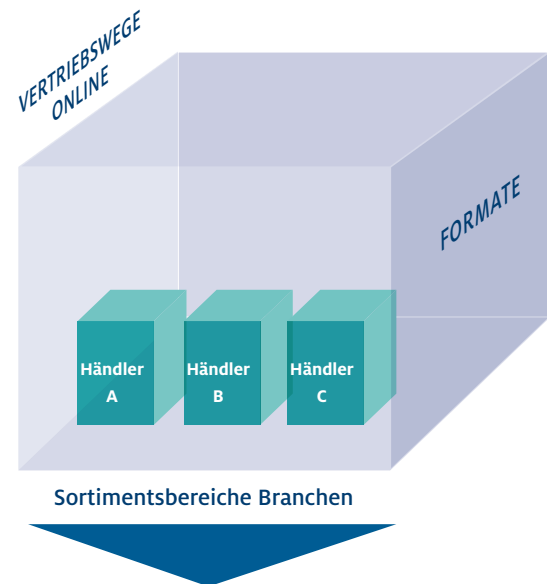 VERTRIEBSWEGE
ONLINE
FORMATE
Händler
A
Händler
B
Händler
C
Sortimentsbereiche Branchen